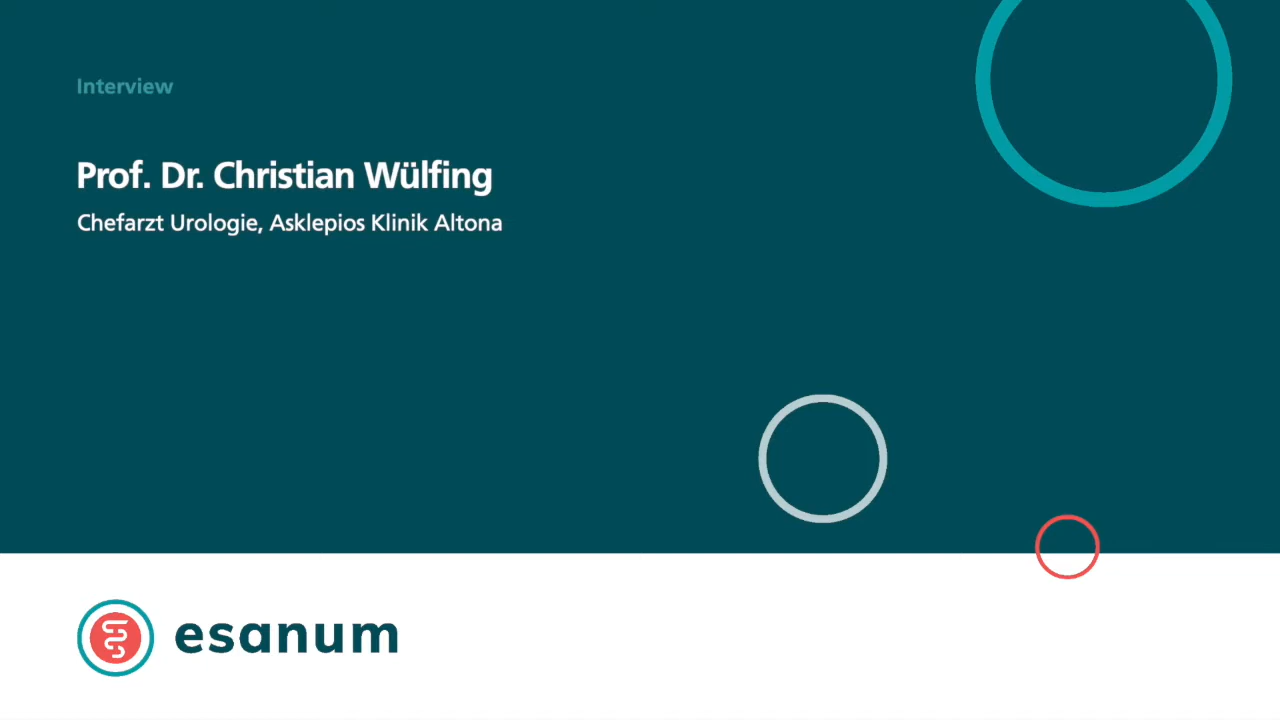 Interview
Prof. Dr. Christian Wülfing
Chefarzt Urologie, Asklepios Klinik Altona
esanum